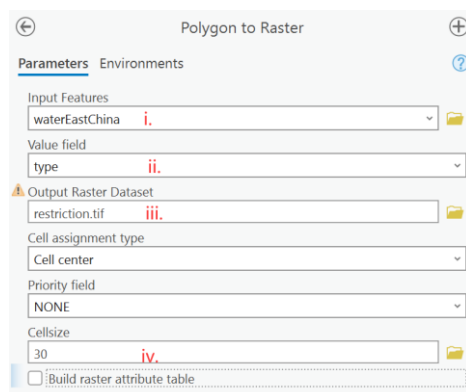 Polygon to Raster
Parameters Environments
Input Features
waterEastChina i.
Value field
type ii.
Output Raster Dataset
restriction.tif iii.
Cell assignment type
Cell center
Priority field
NONE
Cellsize
30 iv.
Build raster attribute table